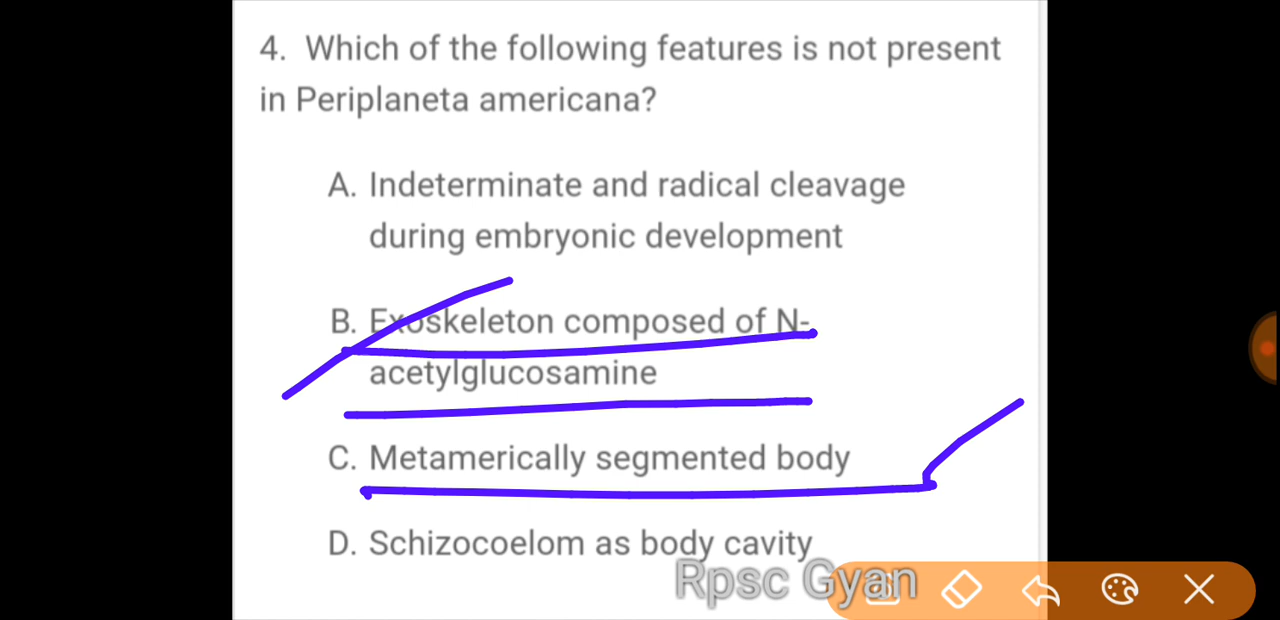 4. Which of the following features is not present
in Periplaneta americana?
A. Indeterminate and radical cleavage
during embryonic development
B. Exoskeleton composed of N-
acetylglucosamine
C. Metamerically segmented body
D. Schizocoelom as body cavity
Rpsc Gyan